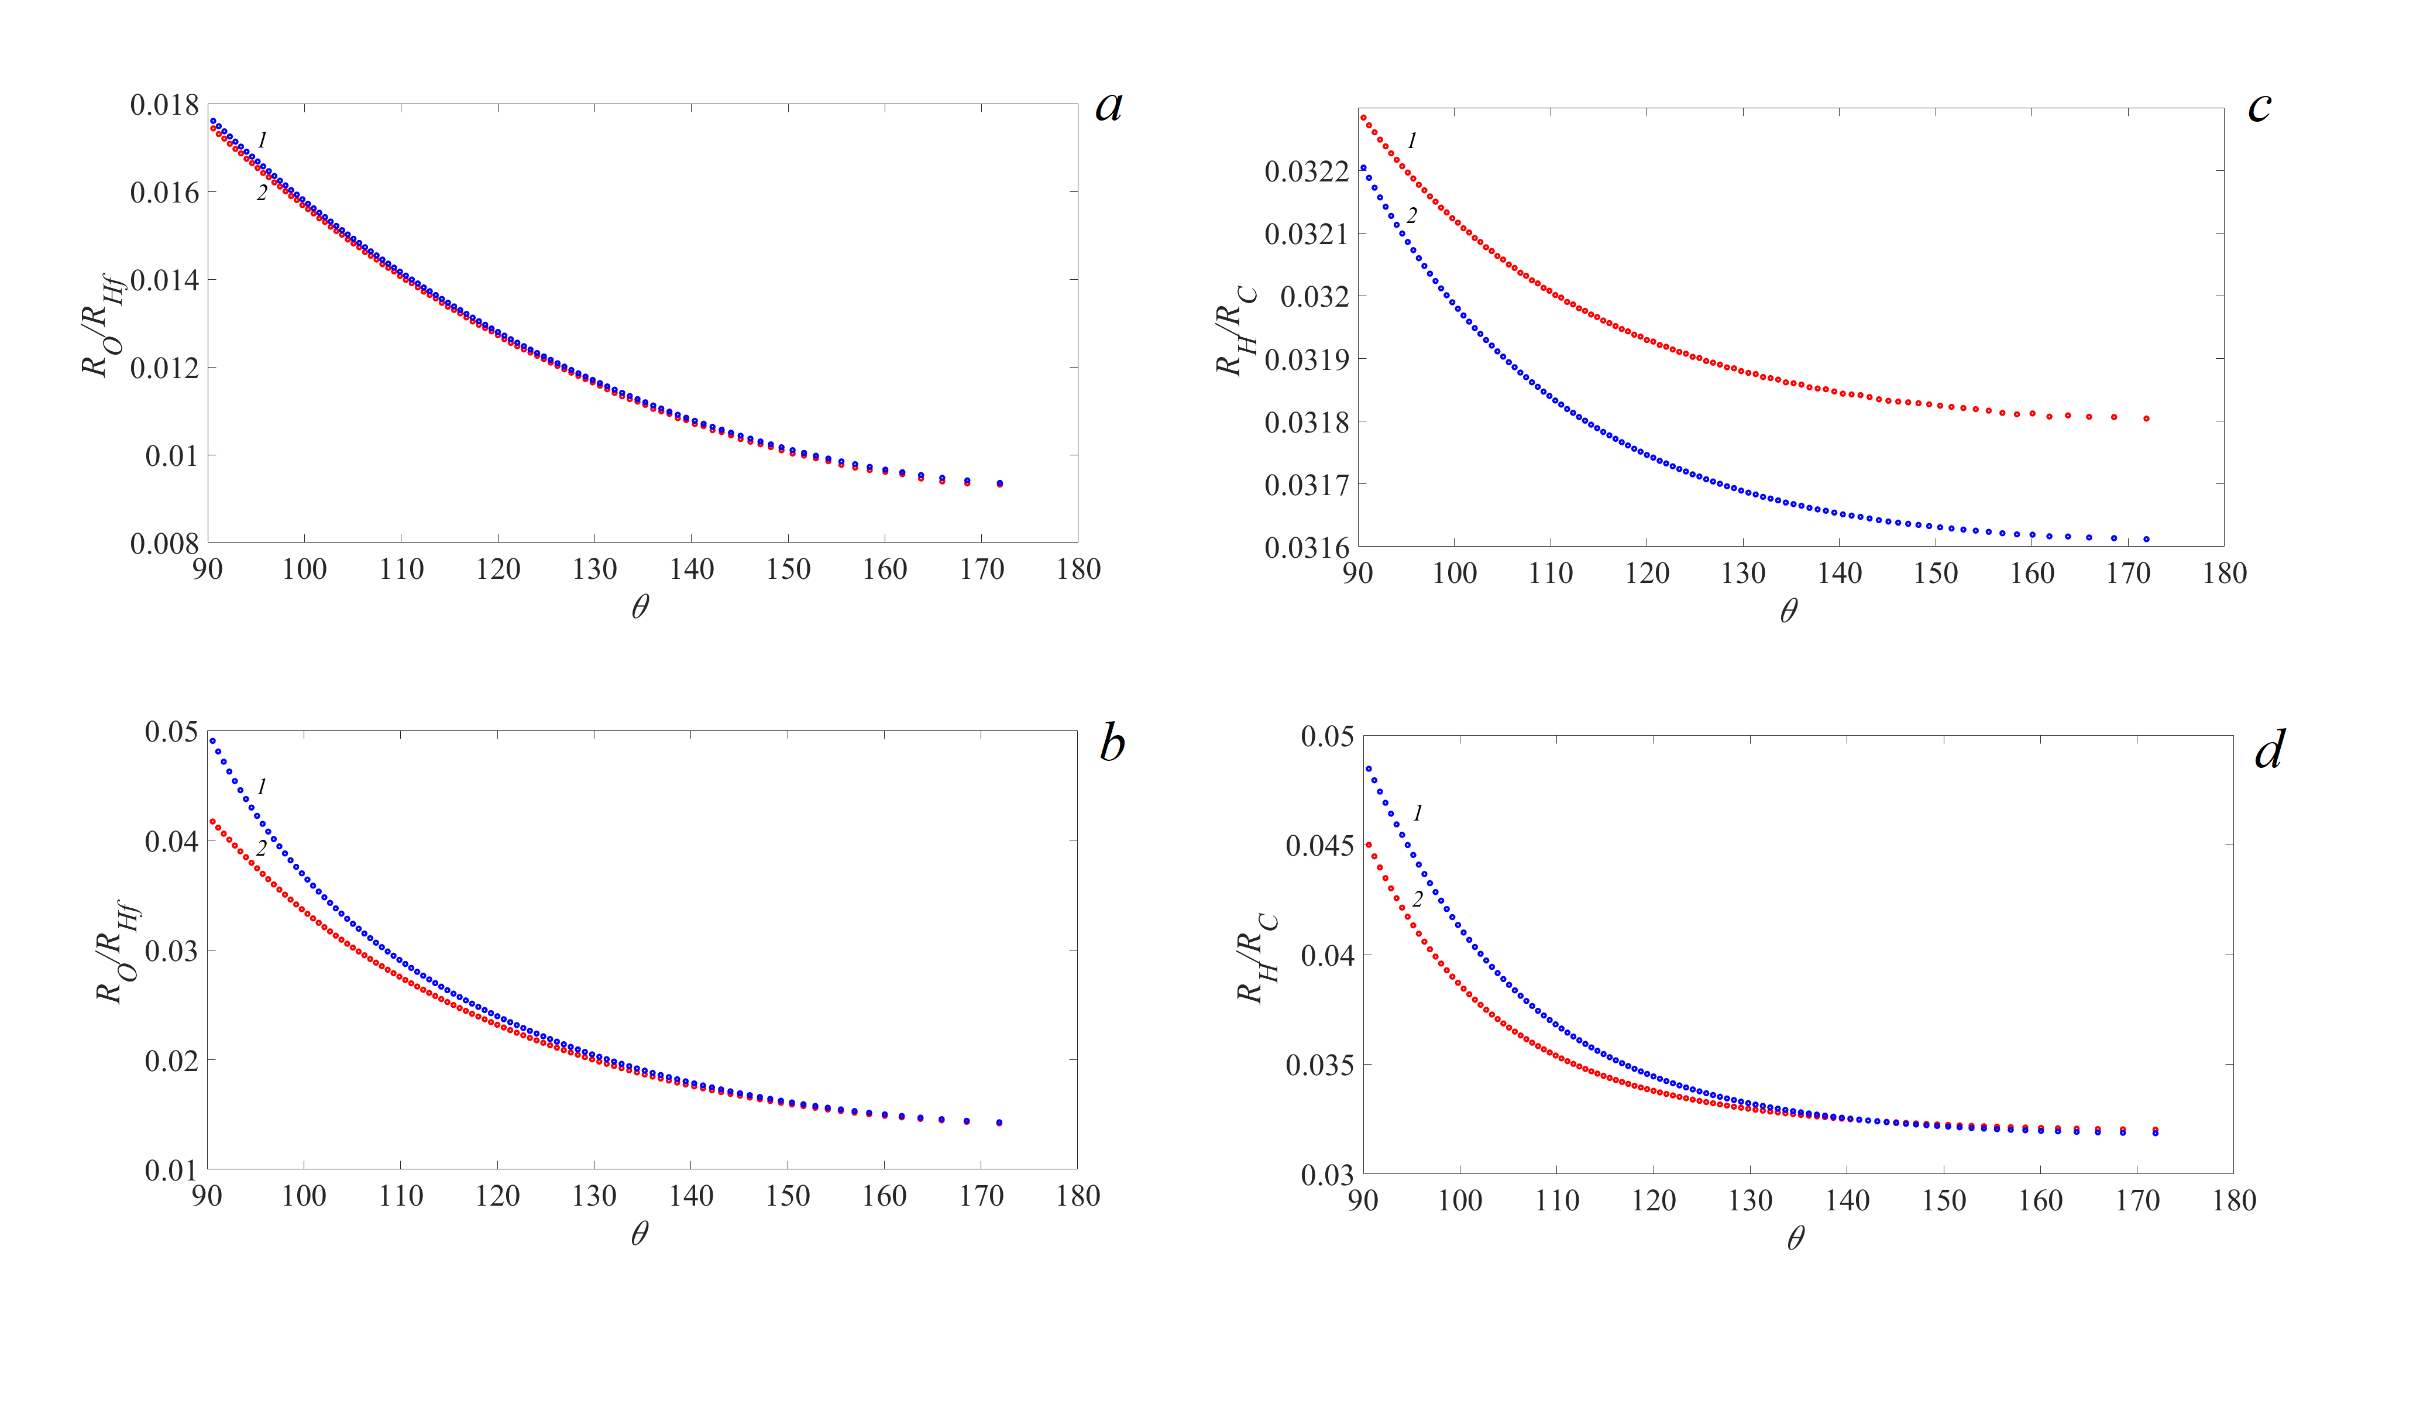 a
0.018
0.016
0.014
0.012
0.01
0.008
R_O/R_Hf
1
2
90 100 110 120 130 140 150 160 170 180
θ
c
0.0322
0.0321
0.032
0.0319
0.0318
0.0317
0.0316
R_H/R_C
1
2
90 100 110 120 130 140 150 160 170 180
θ
b
0.05
0.04
0.03
0.02
0.01
R_O/R_Hf
1
2
90 100 110 120 130 140 150 160 170 180
θ
d
0.05
0.045
0.04
0.035
0.03
R_H/R_C
1
2
90 100 110 120 130 140 150 160 170 180
θ